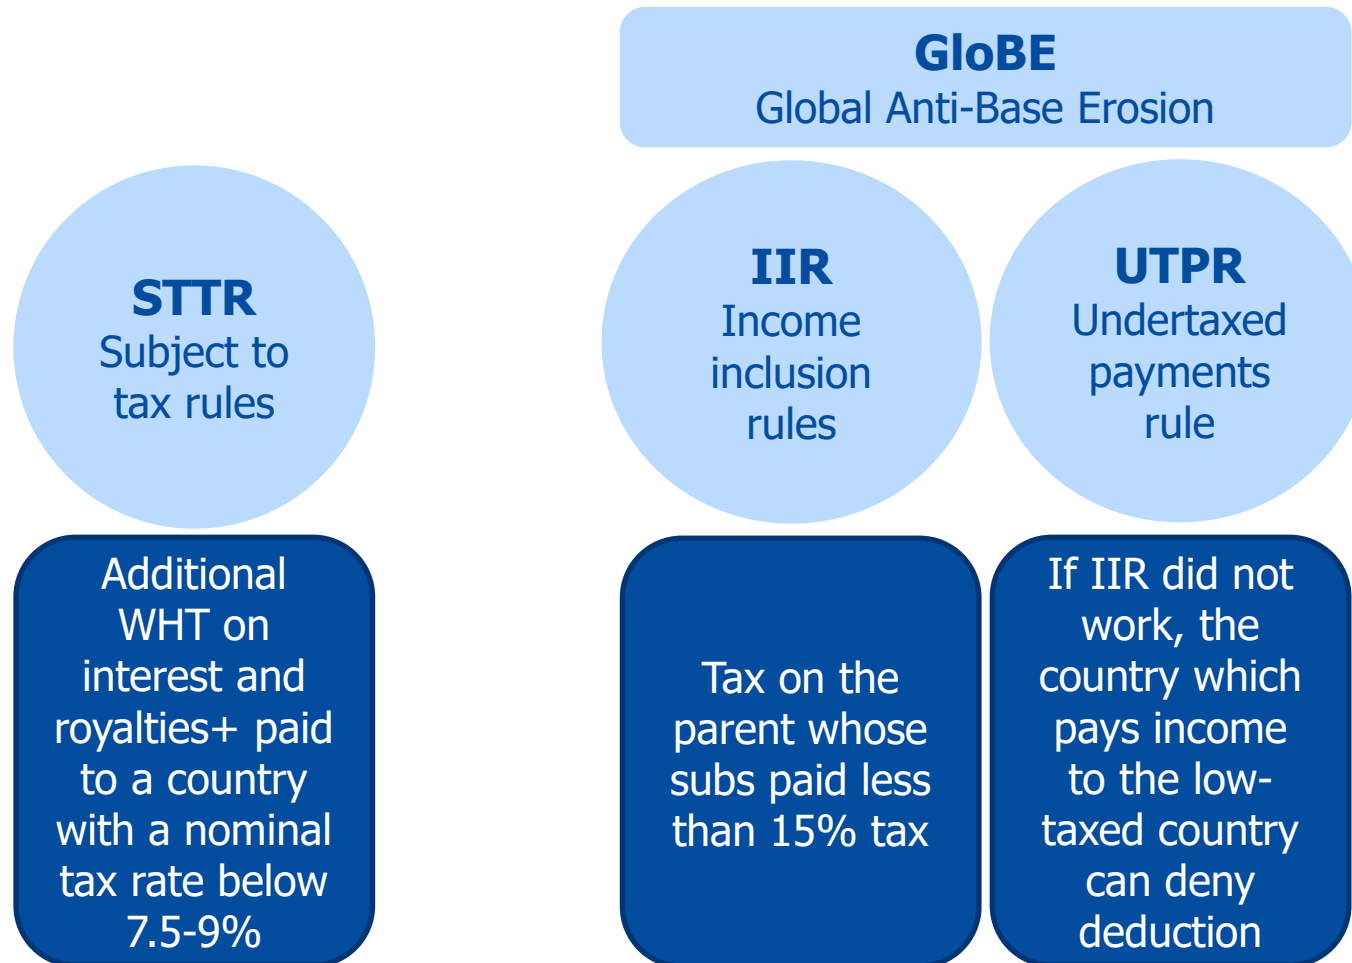 GloBE
Global Anti-Base Erosion
STTR
Subject to
tax rules
IIR
Income
inclusion
rules
UTPR
Undertaxed
payments
rule
Additional
WHT on
interest and
royalties+ paid
to a country
with a nominal
tax rate below
7.5-9%
Tax on the
parent whose
subs paid less
than 15% tax
If IIR did not
work, the
country which
pays income
to the low-
taxed country
can deny
deduction